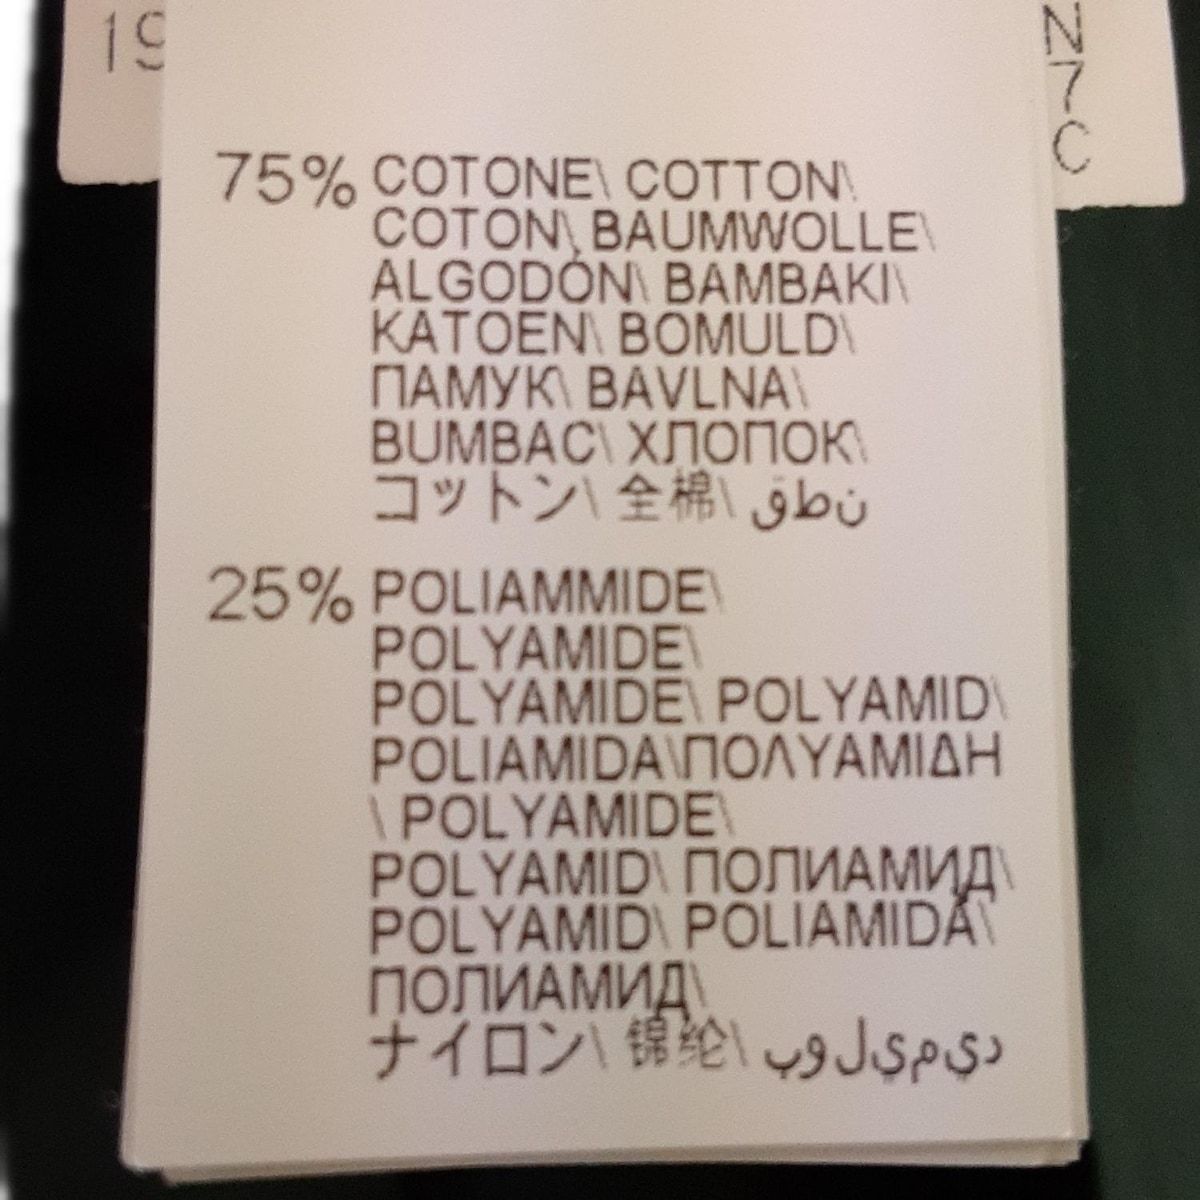 19
N7C
75% COTONE\ COTTON\
COTON\ BAUMWOLLE\
ALGODÓN\ BAMBAKI\
KATOEN\ BOMULD\
ПАМУК\ BAVLNA\
BUMBAC\ ХЛОПОК\
コットン\ 全棉\ قطن
25% POLIAMMIDE\
POLYAMIDE\
POLYAMIDE\ POLYAMID\
POLIAMIDA\ΠΟΛΥΑΜΙΔΗ
\ POLYAMIDE\
POLYAMID\ ПОЛИАМИД\
POLYAMID\ POLIAMIDĂ\
ПОЛИАМИД\
ナイロン\ 锦纶\ بوليميد